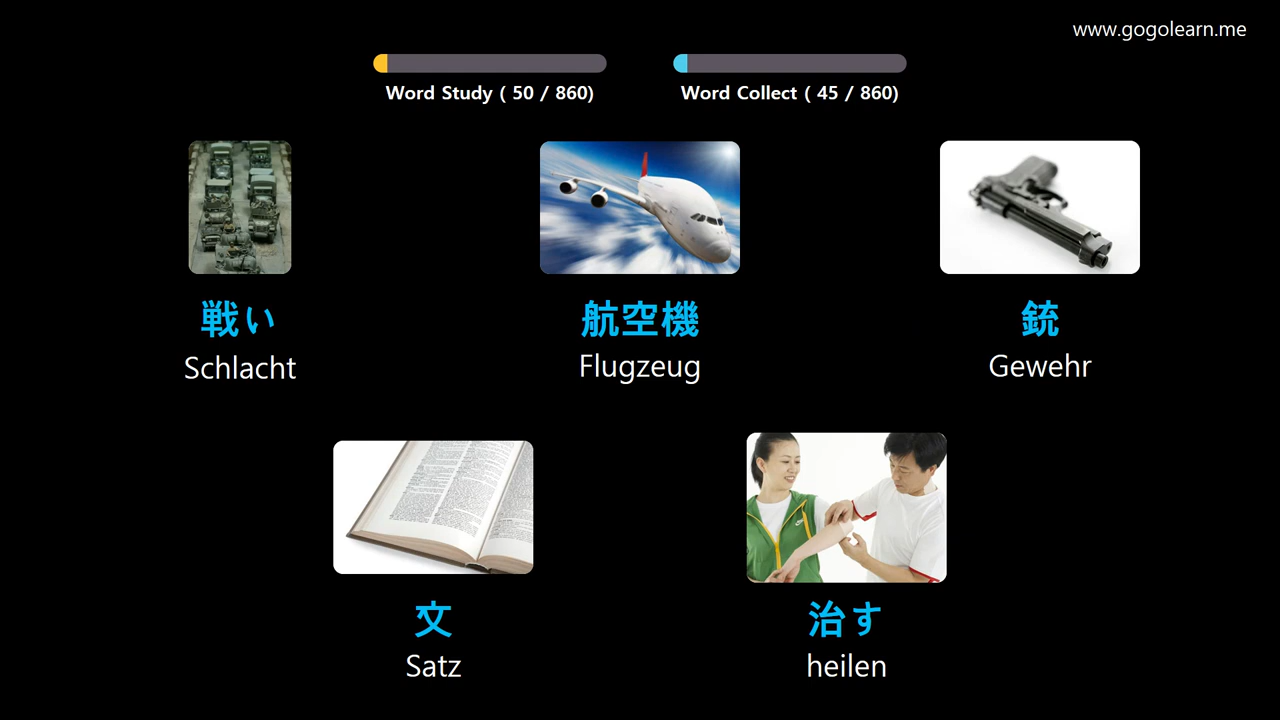 www.gogolearn.me
Word Study ( 50 / 860)
Word Collect ( 45 / 860)
戦い
Schlacht
航空機
Flugzeug
銃
Gewehr
文
Satz
治す
heilen